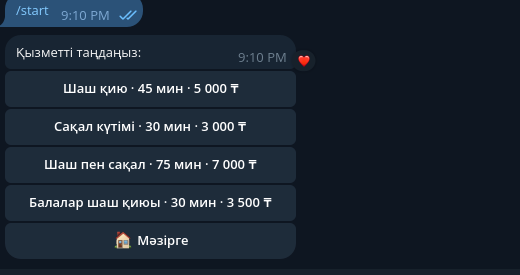 /start 9:10 PM
Қызметті таңдаңыз:
9:10 PM
Шаш қию · 45 мин · 5 000 ₸
Сақал күтімі · 30 мин · 3 000 ₸
Шаш пен сақал · 75 мин · 7 000 ₸
Балалар шаш қиюы · 30 мин · 3 500 ₸
🏠 Мәзірге